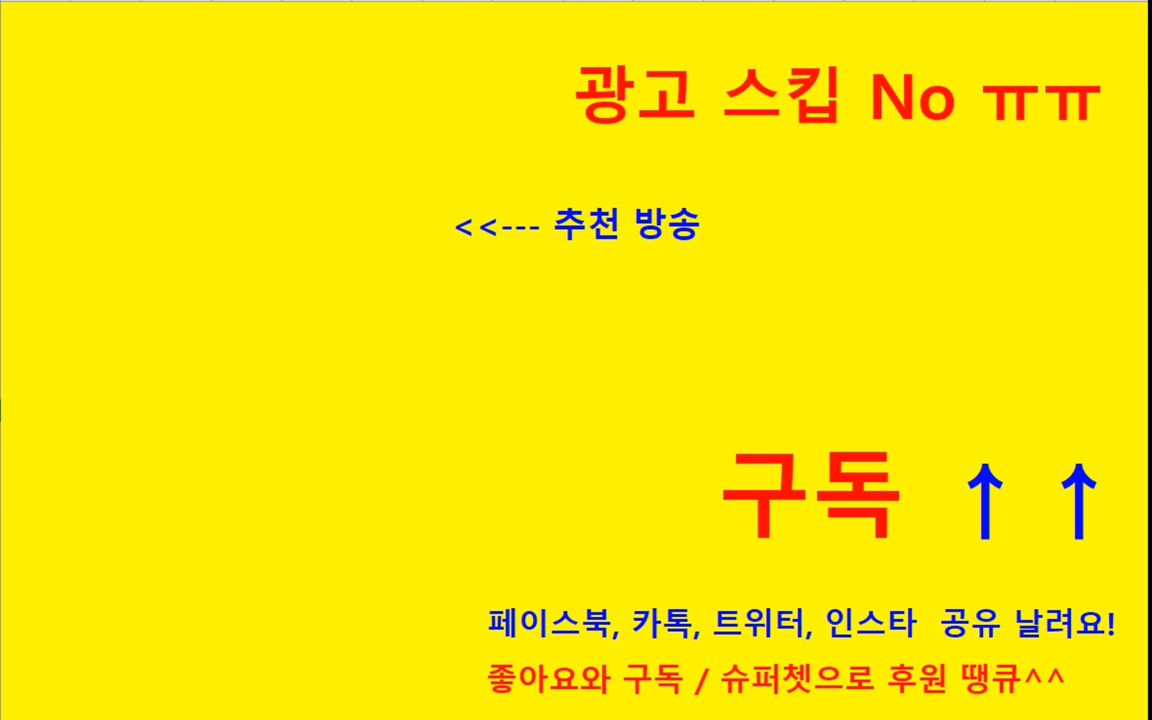 광고 스킵 No ㅠㅠ
<<--- 추천 방송
구독 ↑ ↑
페이스북, 카톡, 트위터, 인스타 공유 날려요!
좋아요와 구독 / 슈퍼쳇으로 후원 땡큐^^